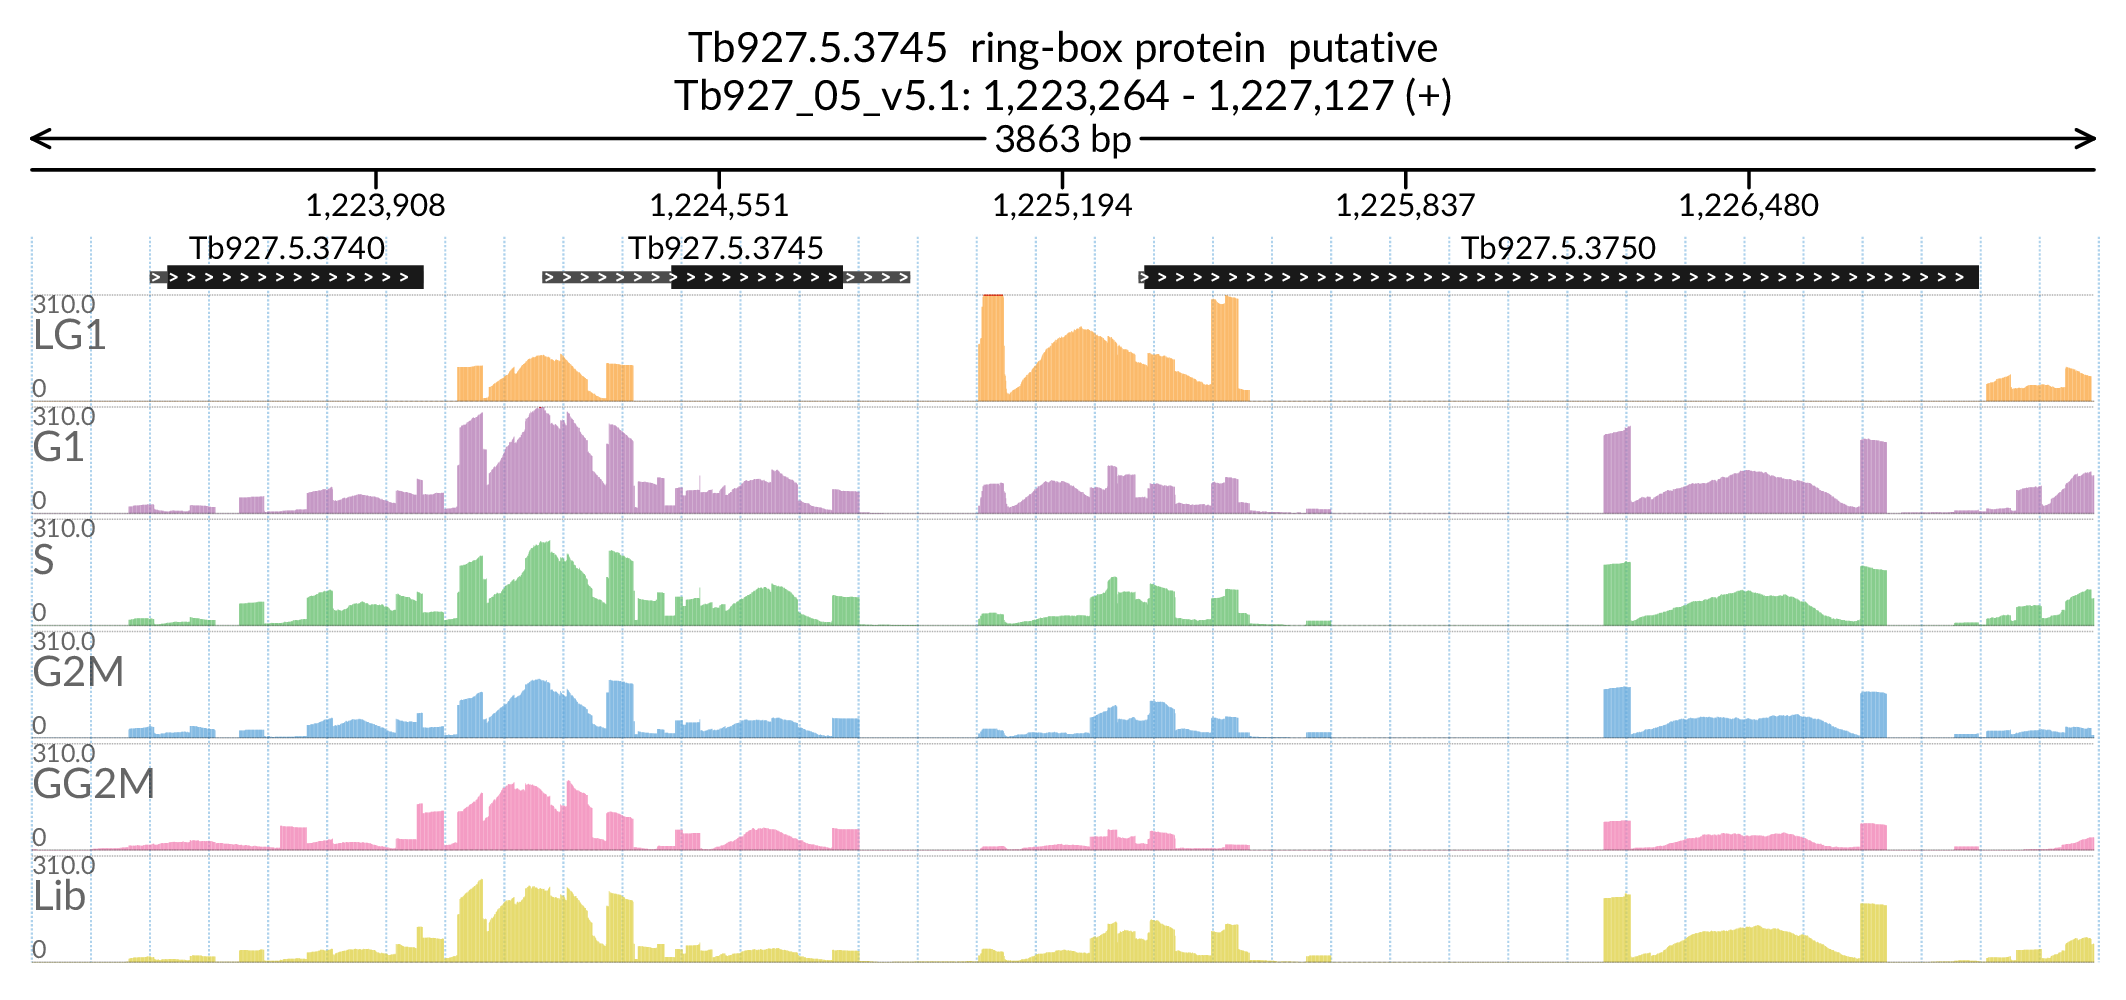 Tb927.5.3745 ring-box protein putative
Tb927_05_v5.1: 1,223,264 - 1,227,127 (+)
3863 bp
1,223,908 1,224,551 1,225,194 1,225,837 1,226,480
Tb927.5.3740 Tb927.5.3745 Tb927.5.3750
310.0
LG1
0
310.0
G1
0
310.0
S
0
310.0
G2M
0
310.0
GG2M
0
310.0
Lib
0